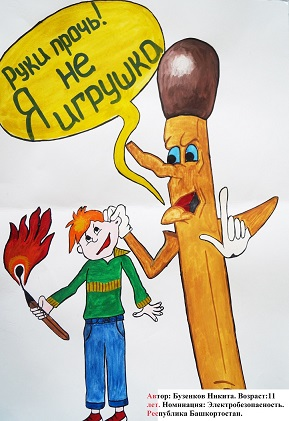 Руки прочь!
Я не
игрушка
Автор: Бузенков Никита. Возраст:11
лет. Номинация: Электробезопасность.
Республика Башкортостан.